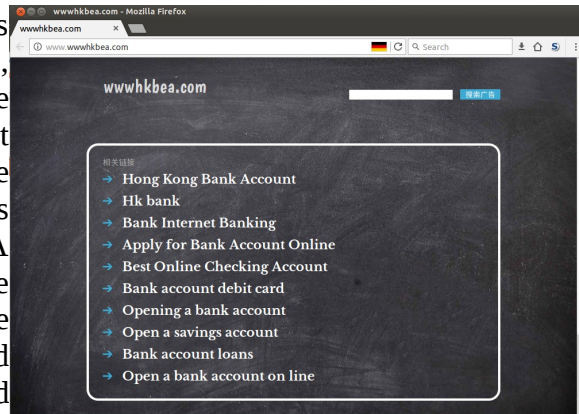 wwwhkbea.com - Mozilla Firefox
wwwhkbea.com ×
www.wwwhkbea.com Search
wwwhkbea.com
搜索广告
相关链接
Hong Kong Bank Account
Hk bank
Bank Internet Banking
Apply for Bank Account Online
Best Online Checking Account
Bank account debit card
Opening a bank account
Open a savings account
Bank account loans
Open a bank account on line